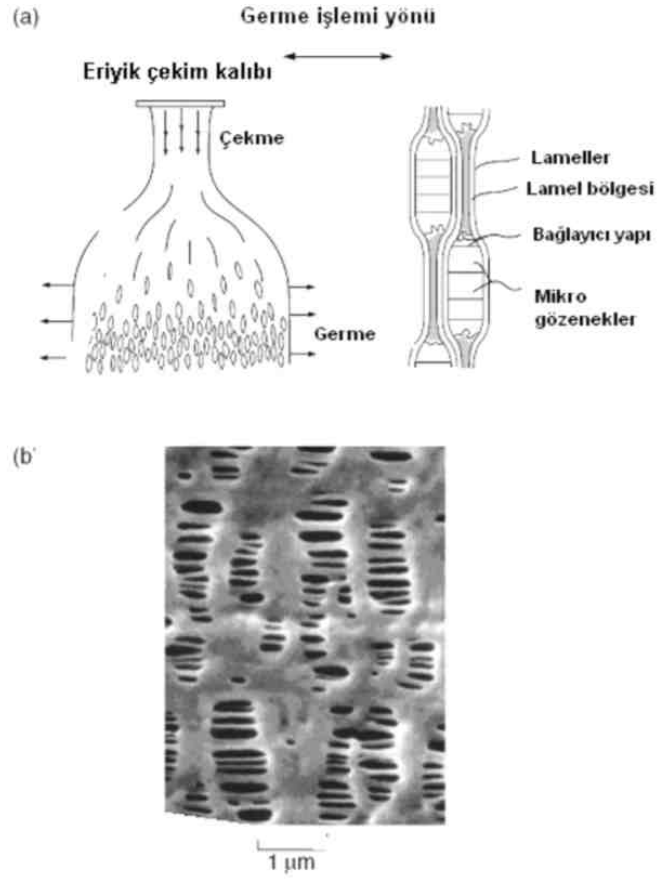 (a)
Germe işlemi yönü
Eriyik çekim kalıbı
Çekme
Lameller
Lamel bölgesi
Bağlayıcı yapı
Mikro
gözenekler
Germe
(b)
1 µm